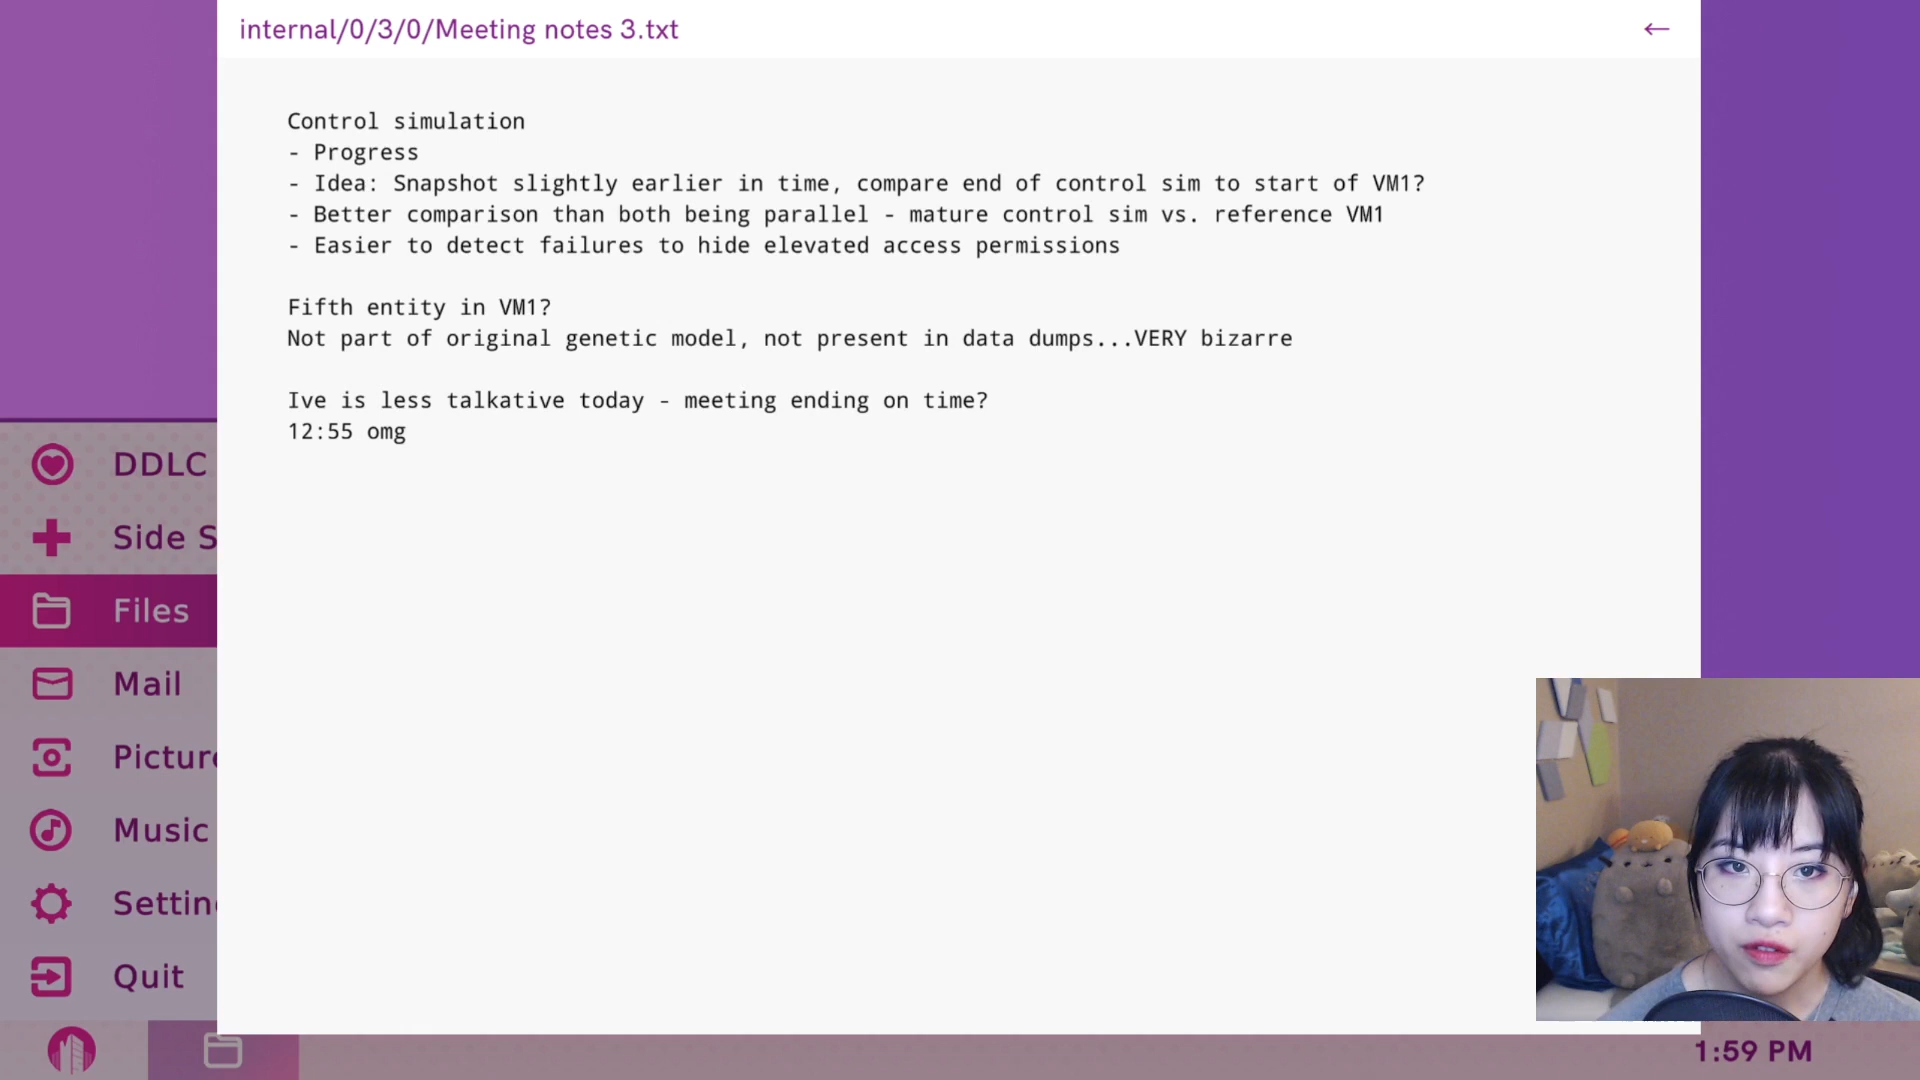 internal/0/3/0/Meeting notes 3.txt
←
Control simulation
- Progress
- Idea: Snapshot slightly earlier in time, compare end of control sim to start of VM1?
- Better comparison than both being parallel - mature control sim vs. reference VM1
- Easier to detect failures to hide elevated access permissions
Fifth entity in VM1?
Not part of original genetic model, not present in data dumps...VERY bizarre
Ive is less talkative today - meeting ending on time?
12:55 omg
DDLC
Side S
Files
Mail
Picture
Music
Setting
Quit
1:59 PM